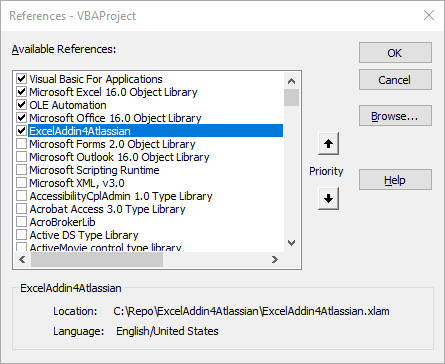 References - VBAProject
Available References:
Visual Basic For Applications
Microsoft Excel 16.0 Object Library
OLE Automation
Microsoft Office 16.0 Object Library
ExcelAddin4Atlassian
Microsoft Forms 2.0 Object Library
Microsoft Outlook 16.0 Object Library
Microsoft Scripting Runtime
Microsoft XML, v3.0
AccessibilityCplAdmin 1.0 Type Library
Acrobat Access 3.0 Type Library
AcroBrokerLib
Active DS Type Library
ActiveMovie control type library
Priority
OK
Cancel
Browse...
Help
ExcelAddin4Atlassian
Location: C:\Repo\ExcelAddin4Atlassian\ExcelAddin4Atlassian.xlam
Language: English/United States